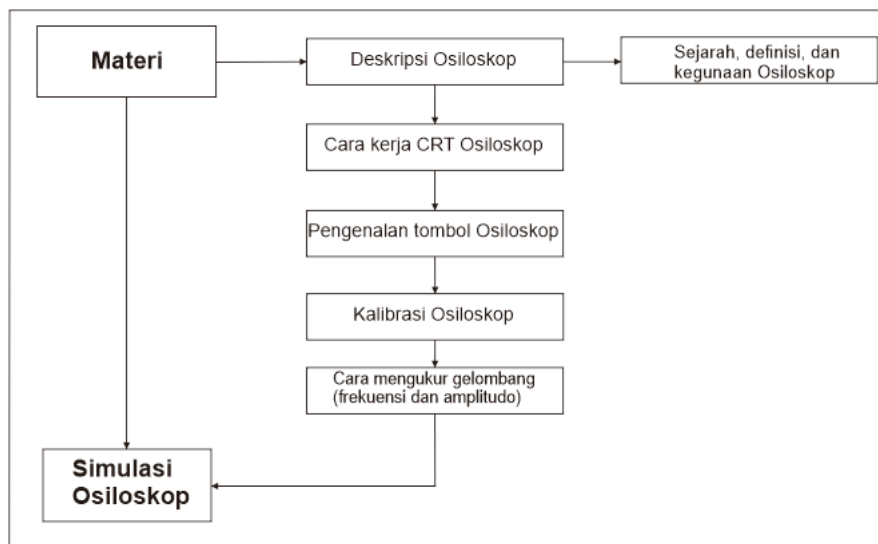 Materi
Deskripsi Osiloskop
Sejarah, definisi, dan
kegunaan Osiloskop
Cara kerja CRT Osiloskop
Pengenalan tombol Osiloskop
Kalibrasi Osiloskop
Cara mengukur gelombang
(frekuensi dan amplitudo)
Simulasi
Osiloskop